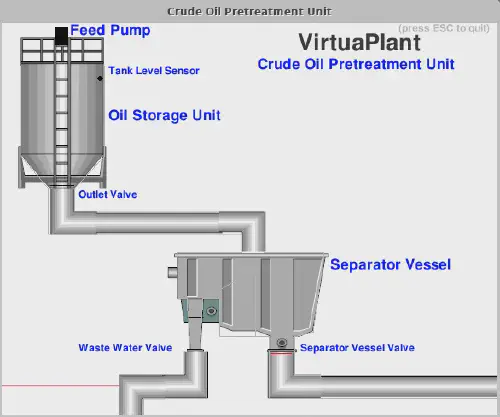 Crude Oil Pretreatment Unit
(press ESC to quit)
Feed Pump
VirtuaPlant
Crude Oil Pretreatment Unit
Tank Level Sensor
Oil Storage Unit
Outlet Valve
Separator Vessel
Waste Water Valve
Separator Vessel Valve